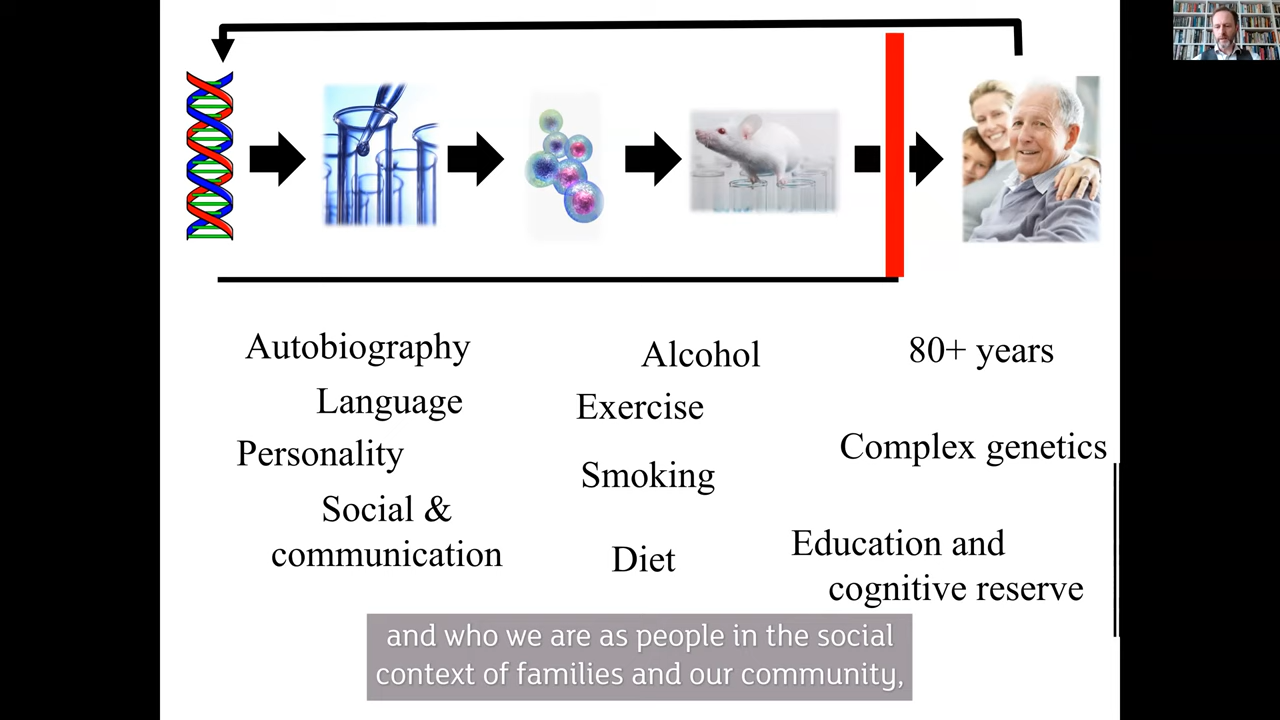 Autobiography
Language
Personality
Social &
communication
Alcohol
Exercise
Smoking
Diet
80+ years
Complex genetics
Education and
cognitive reserve
and who we are as people in the social
context of families and our community,